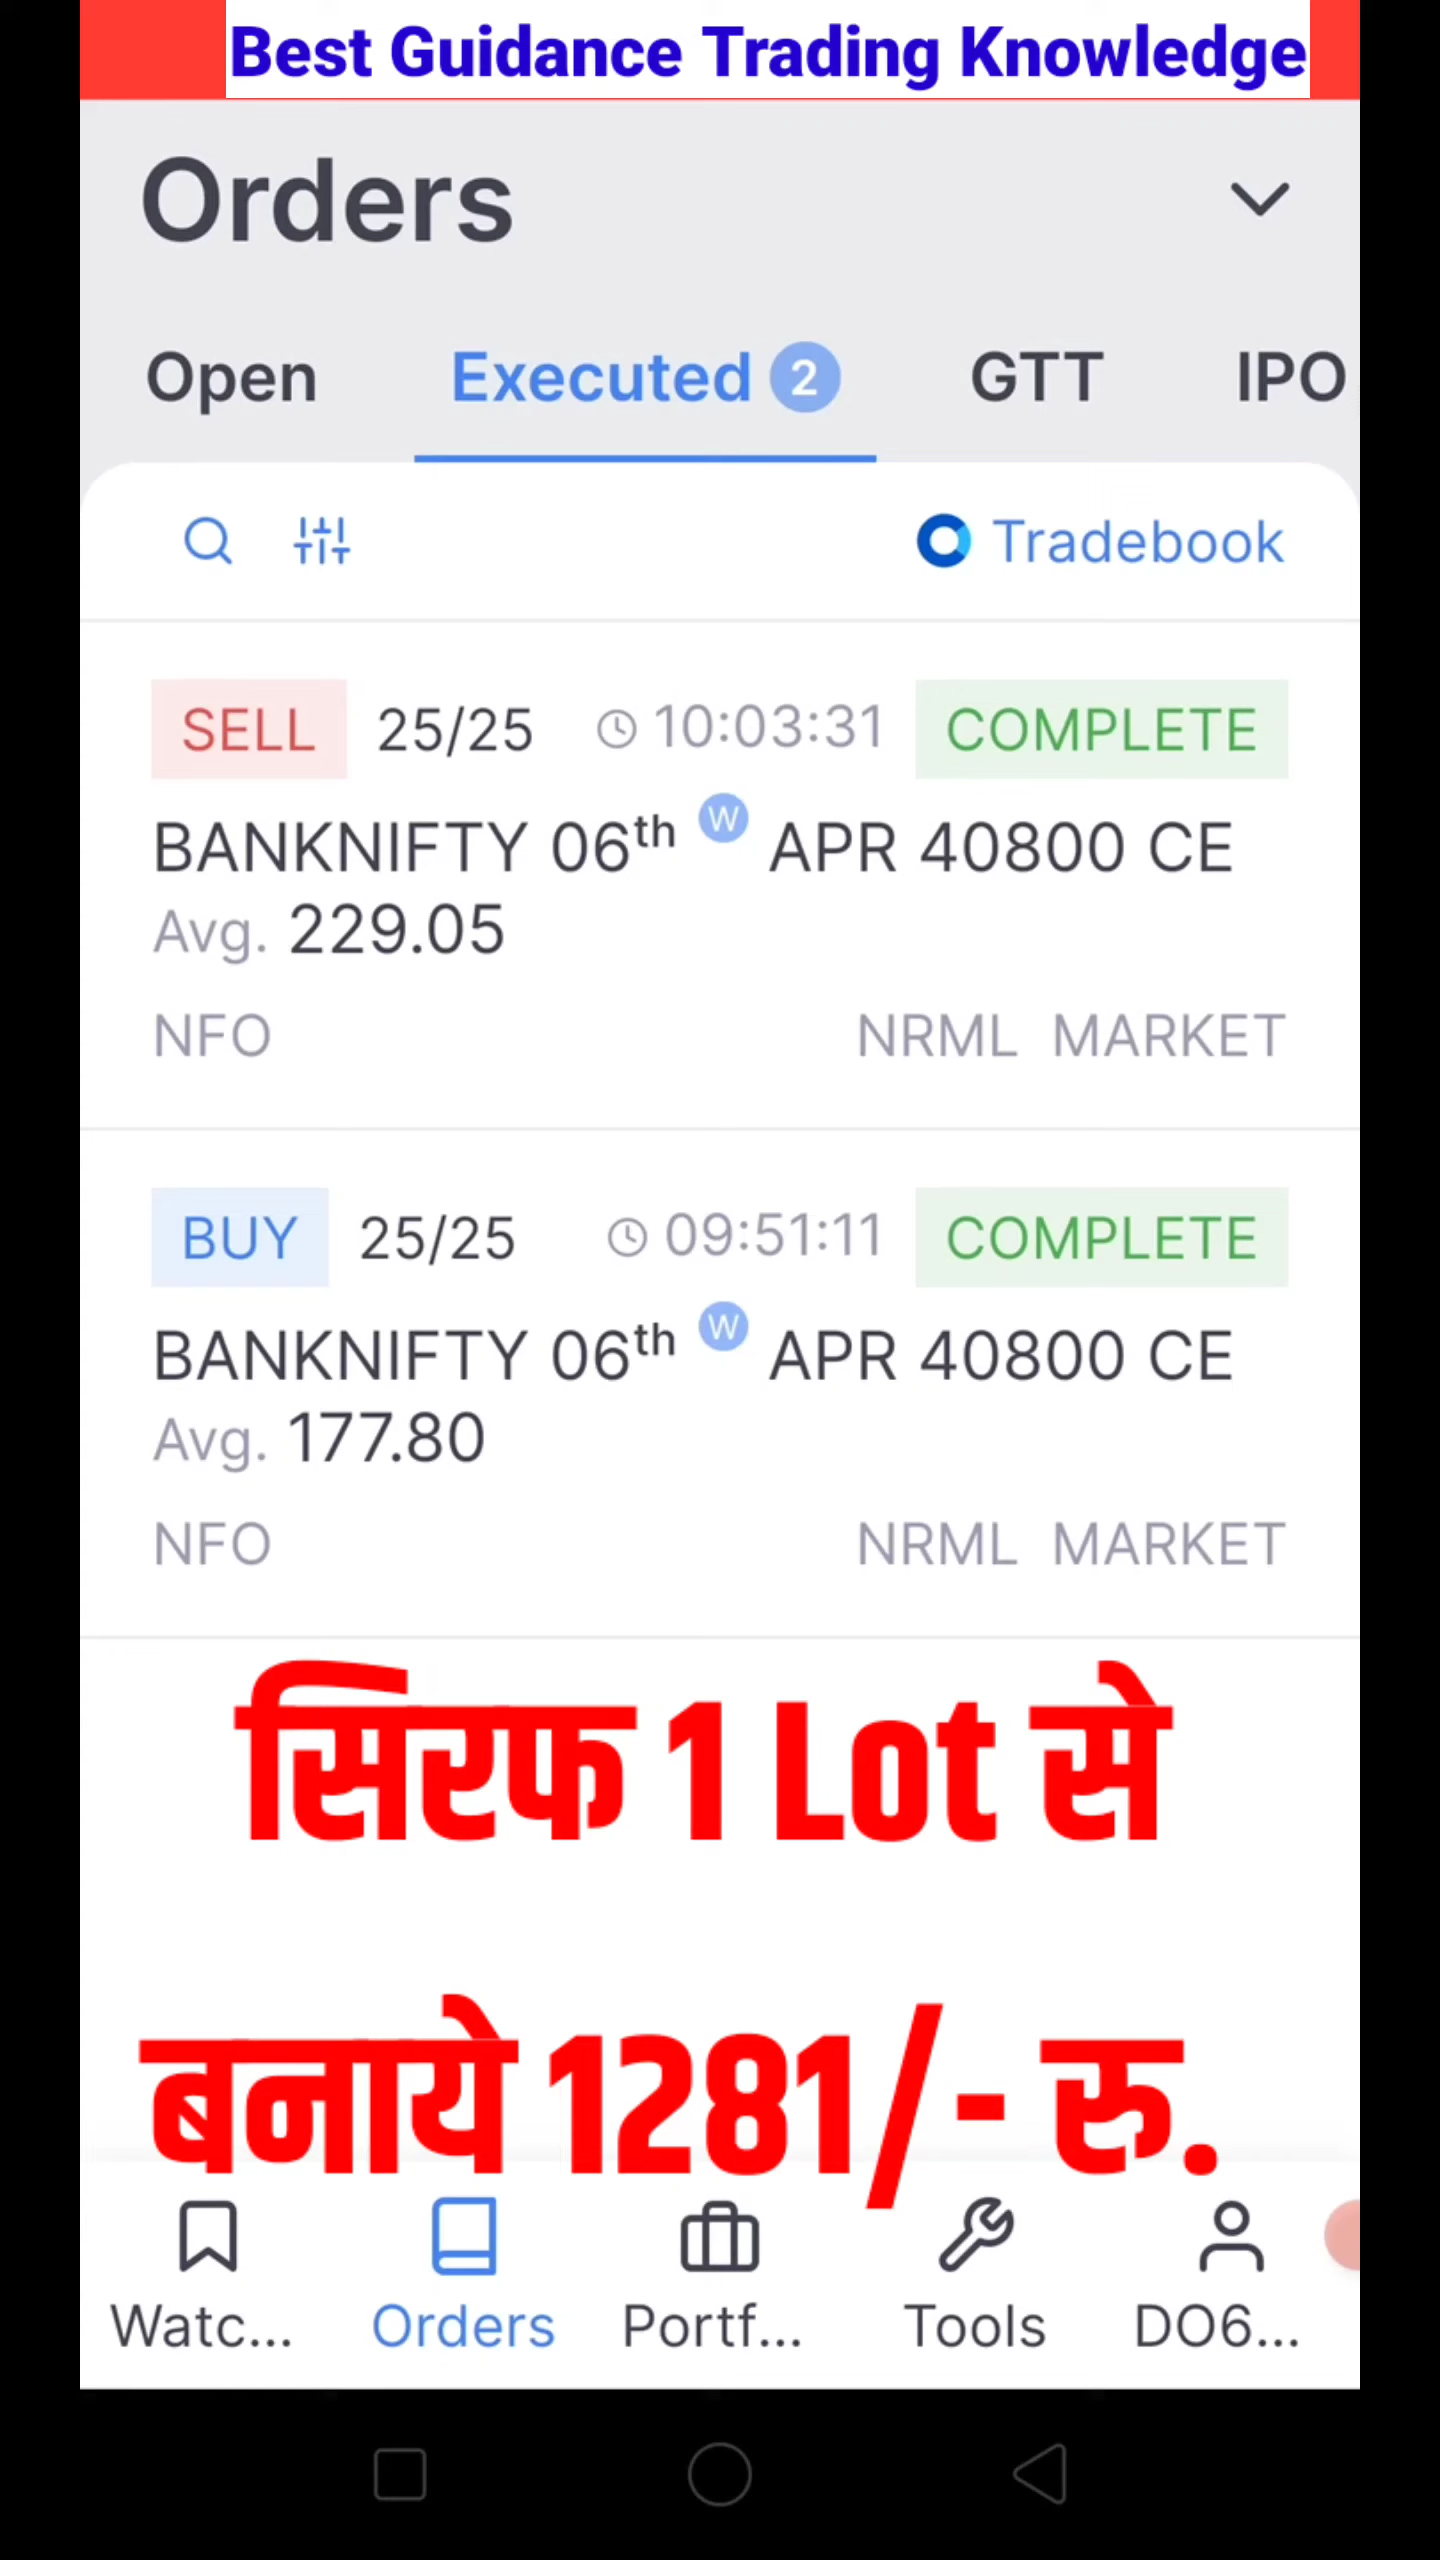 Best Guidance Trading Knowledge
Orders
Open Executed 2 GTT IPO
Tradebook
SELL 25/25 10:03:31 COMPLETE
BANKNIFTY 06th W APR 40800 CE
Avg. 229.05
NFO NRML MARKET
BUY 25/25 09:51:11 COMPLETE
BANKNIFTY 06th W APR 40800 CE
Avg. 177.80
NFO NRML MARKET
सिरफ 1 Lot से
बनाये 1281/- रु.
Watc... Orders Portf... Tools DO6...